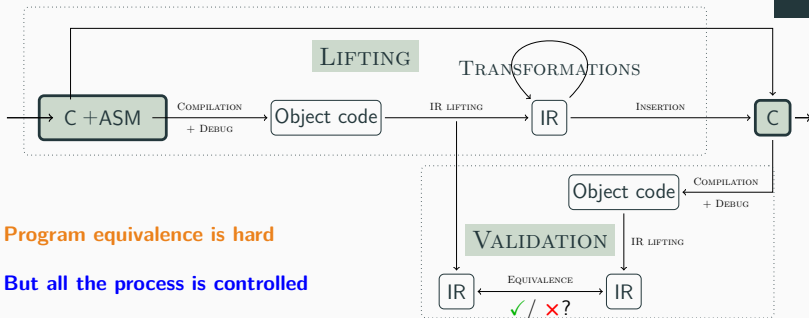 LIFTING
TRANSFORMATIONS
C +ASM
COMPILATION
+ DEBUG
Object code
IR LIFTING
IR
INSERTION
C
Object code
COMPILATION
+ DEBUG
Program equivalence is hard
VALIDATION
IR LIFTING
But all the process is controlled
IR
EQUIVALENCE
✓/ ×?
IR